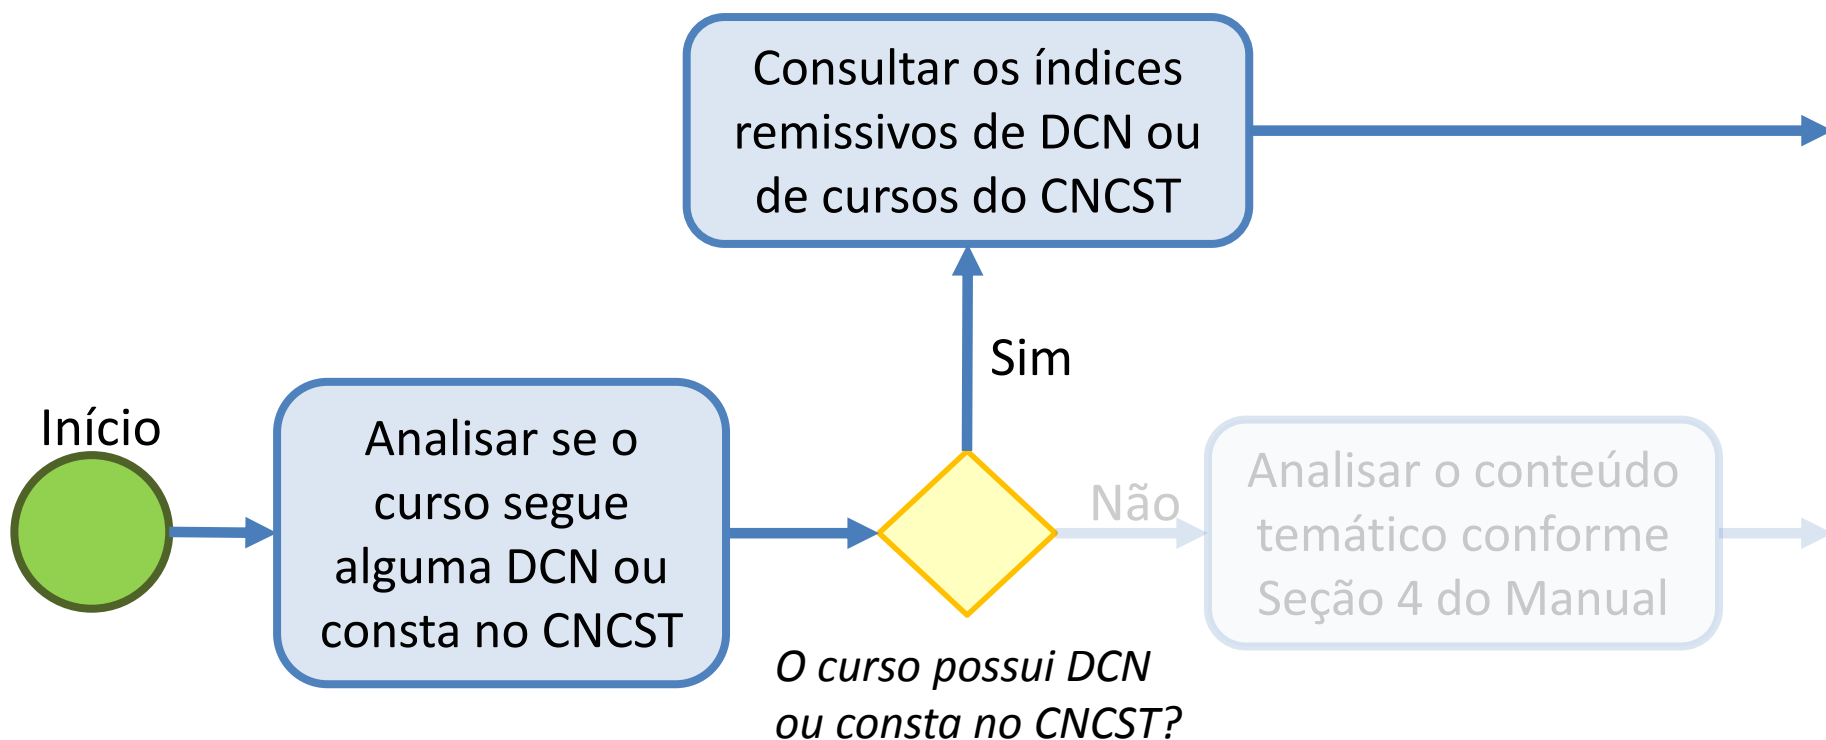 Consultar os índices
remissivos de DCN ou
de cursos do CNCST
Sim
Início
Analisar se o
curso segue
alguma DCN ou
consta no CNCST
Não
Analisar o conteúdo
temático conforme
Seção 4 do Manual
O curso possui DCN
ou consta no CNCST?